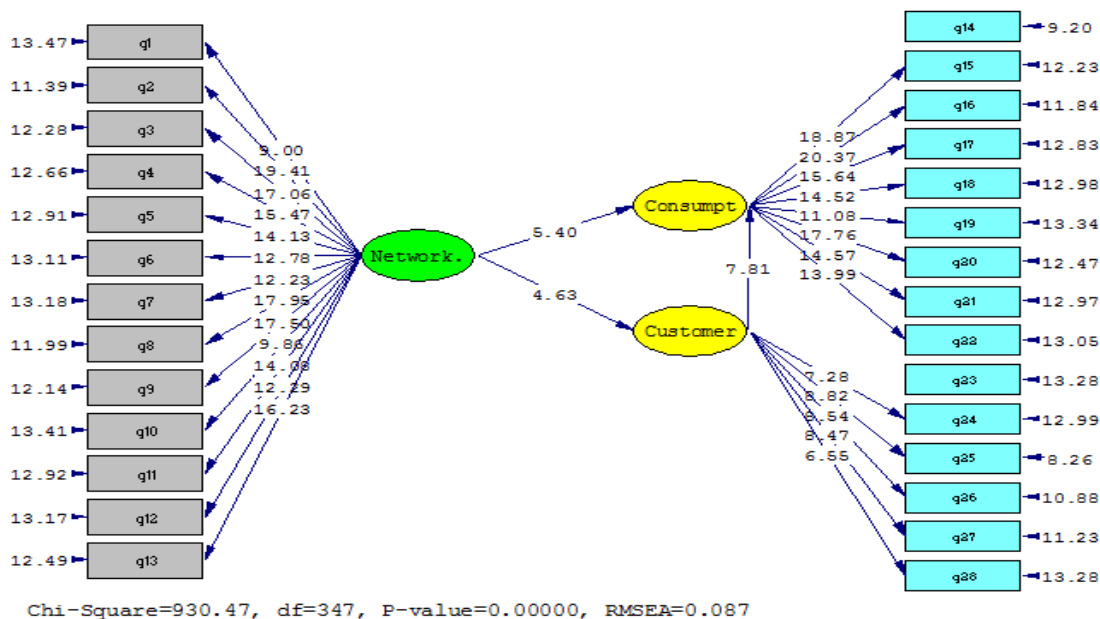 13.47 q1
11.39 q2
12.28 q3
12.66 q4
12.91 q5
13.11 q6
13.18 q7
11.99 q8
12.14 q9
13.41 q10
12.92 q11
13.17 q12
12.49 q13
9.00
19.41
17.06
15.47
14.13
12.78
12.23
17.95
17.50
9.86
14.08
12.29
16.23
Network.
5.40
4.63
Consumpt
7.81
Customer
18.87
20.37
15.64
14.52
11.08
17.76
14.57
13.99
7.28
8.82
8.54
8.47
6.55
q14 9.20
q15 12.23
q16 11.84
q17 12.83
q18 12.98
q19 13.34
q20 12.47
q21 12.97
q22 13.05
q23 13.28
q24 12.99
q25 8.26
q26 10.88
q27 11.23
q28 13.28
Chi-Square=930.47, df=347, P-value=0.00000, RMSEA=0.087